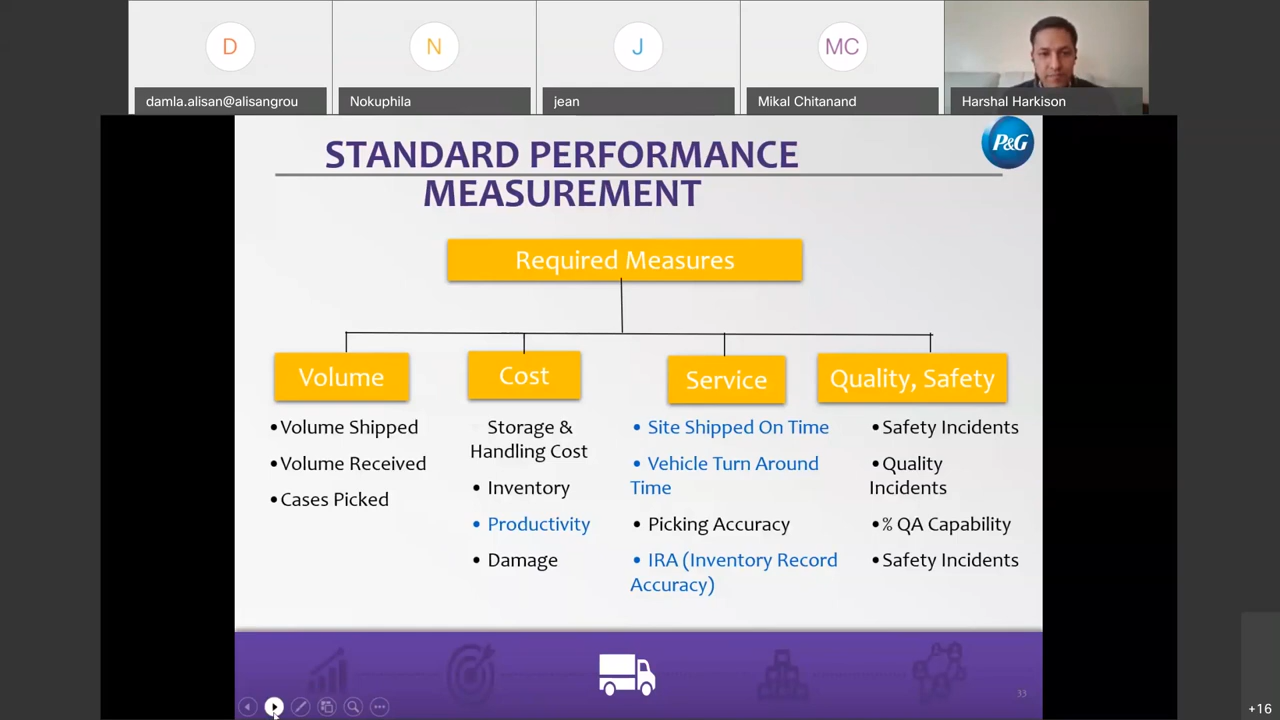 D
N
J
MC
damla.alisan@alisangrou
Nokuphila
jean
Mikal Chitanand
Harshal Harkison
P&G
STANDARD PERFORMANCE
MEASUREMENT
Required Measures
Volume
•Volume Shipped
•Volume Received
•Cases Picked
Cost
Storage &
Handling Cost
• Inventory
• Productivity
• Damage
Service
• Site Shipped On Time
• Vehicle Turn Around
Time
• Picking Accuracy
• IRA (Inventory Record
Accuracy)
Quality, Safety
•Safety Incidents
•Quality
Incidents
•% QA Capability
•Safety Incidents
33
+16